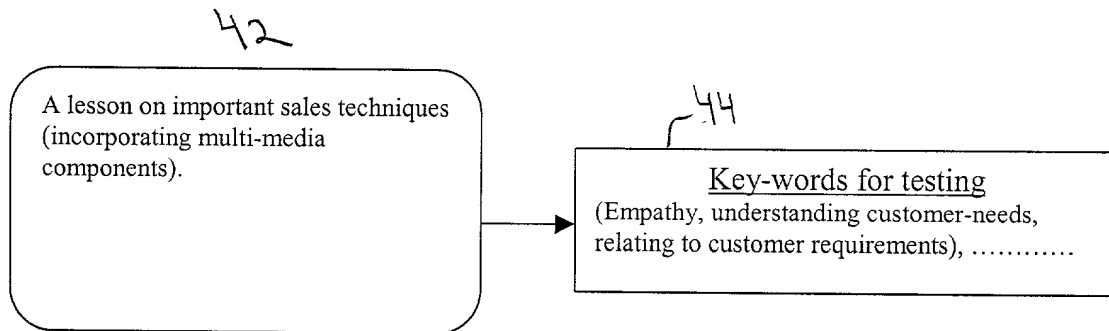 42
A lesson on important sales techniques
(incorporating multi-media
components).
44
Key-words for testing
(Empathy, understanding customer-needs,
relating to customer requirements), …………